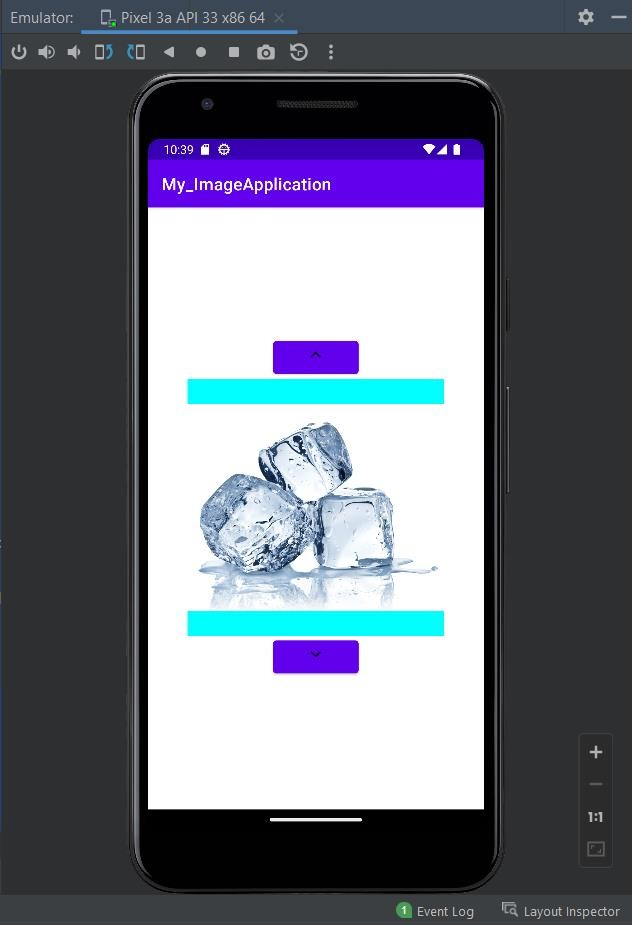 Emulator: Pixel 3a API 33 x86 64
10:39
My_ImageApplication
1:1
1 Event Log Layout Inspector